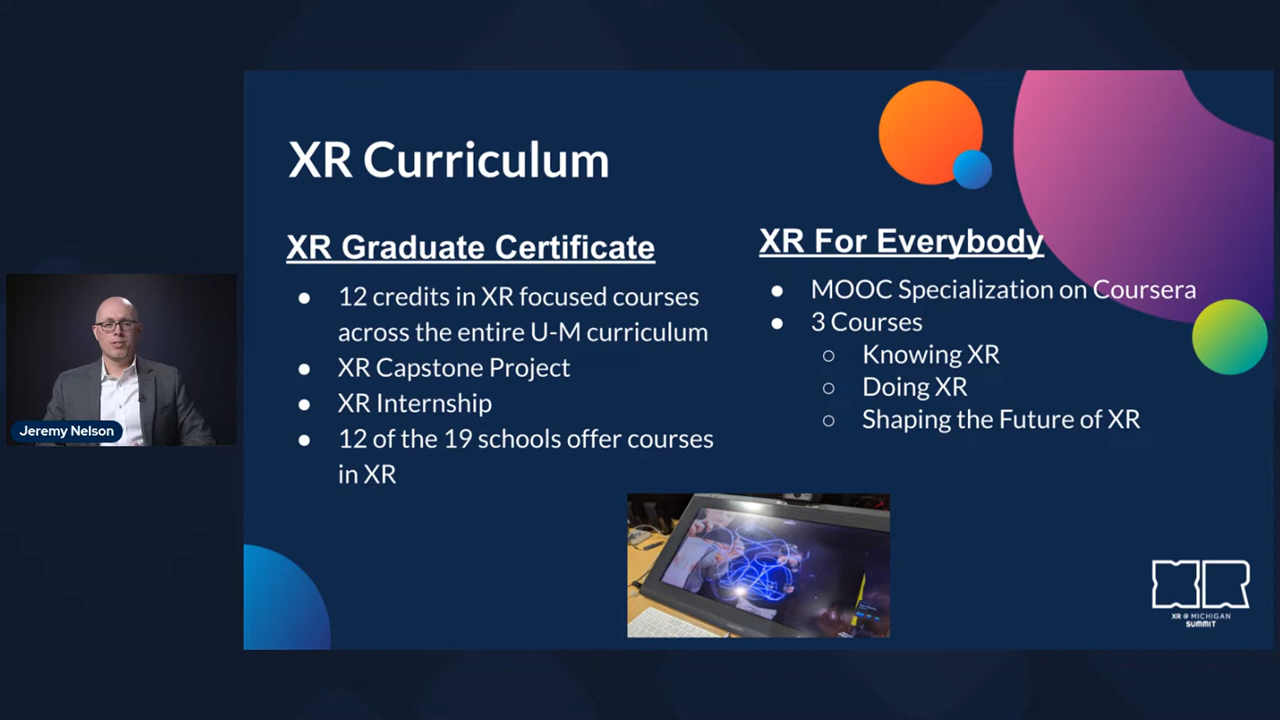 XR Curriculum
XR Graduate Certificate
● 12 credits in XR focused courses
across the entire U-M curriculum
● XR Capstone Project
● XR Internship
● 12 of the 19 schools offer courses
in XR
XR For Everybody
● MOOC Specialization on Coursera
● 3 Courses
○ Knowing XR
○ Doing XR
○ Shaping the Future of XR
Jeremy Nelson
XR
XR @ MICHIGAN
SUMMIT